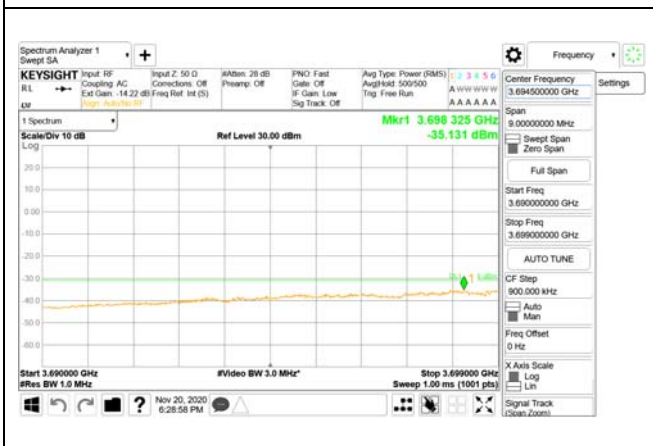 Spectrum Analyzer 1
Swept SA
+
Frequency
KEYSIGHT
RL
Input: RF
Coupling: AC
Ext Gain: -14.22 dB
Align: Auto/No RF
Input Z: 50 Ω
Corrections: Off
Freq Ref: Int (S)
#Atten: 28 dB
Preamp: Off
PNO: Fast
Gate: Off
IF Gain: Low
Sig Track: Off
Avg Type: Power (RMS)
Avg|Hold: 500/500
Trig: Free Run
1 2 3 4 5 6
A W W W W W
A A A A A A
Center Frequency
3.694500000 GHz
Settings
1 Spectrum
Scale/Div 10 dB
Log
Ref Level 30.00 dBm
Mkr1 3.698 325 GHz
-35.131 dBm
Span
9.00000000 MHz
Swept Span
Zero Span
Full Span
Start Freq
3.690000000 GHz
Stop Freq
3.699000000 GHz
AUTO TUNE
CF Step
900.000 kHz
Auto
Man
Freq Offset
0 Hz
X Axis Scale
Log
Lin
Signal Track
(Span Zoom)
20.0
10.0
0.00
-10.0
-20.0
-30.0
-40.0
-50.0
-60.0
1
Start 3.690000 GHz
#Res BW 1.0 MHz
#Video BW 3.0 MHz*
Stop 3.699000 GHz
Sweep 1.00 ms (1001 pts)
?
Nov 20, 2020
6:28:58 PM